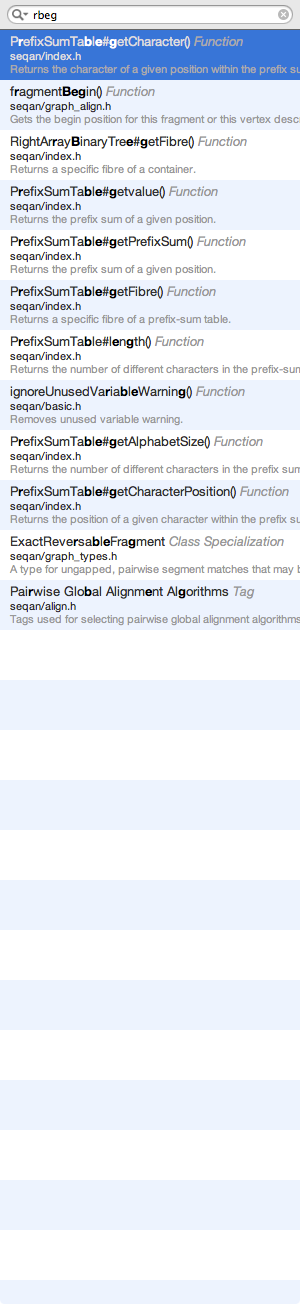 rbeg
PrefixSumTable#getCharacter() Function
seqan/index.h
Returns the character of a given position within the prefix su
fragmentBegin() Function
seqan/graph_align.h
Gets the begin position for this fragment or this vertex desc
RightArrayBinaryTree#getFibre() Function
seqan/index.h
Returns a specific fibre of a container.
PrefixSumTable#getvalue() Function
seqan/index.h
Returns the prefix sum of a given position.
PrefixSumTable#getPrefixSum() Function
seqan/index.h
Returns the prefix sum of a given position.
PrefixSumTable#getFibre() Function
seqan/index.h
Returns a specific fibre of a prefix-sum table.
PrefixSumTable#length() Function
seqan/index.h
Returns the number of different characters in the prefix-sum
ignoreUnusedVariableWarning() Function
seqan/basic.h
Removes unused variable warning.
PrefixSumTable#getAlphabetSize() Function
seqan/index.h
Returns the number of different characters in the prefix sum
PrefixSumTable#getCharacterPosition() Function
seqan/index.h
Returns the position of a given character within the prefix s
ExactReversableFragment Class Specialization
seqan/graph_types.h
A type for ungapped, pairwise segment matches that may b
Pairwise Global Alignment Algorithms Tag
seqan/align.h
Tags used for selecting pairwise global alignment algorithms